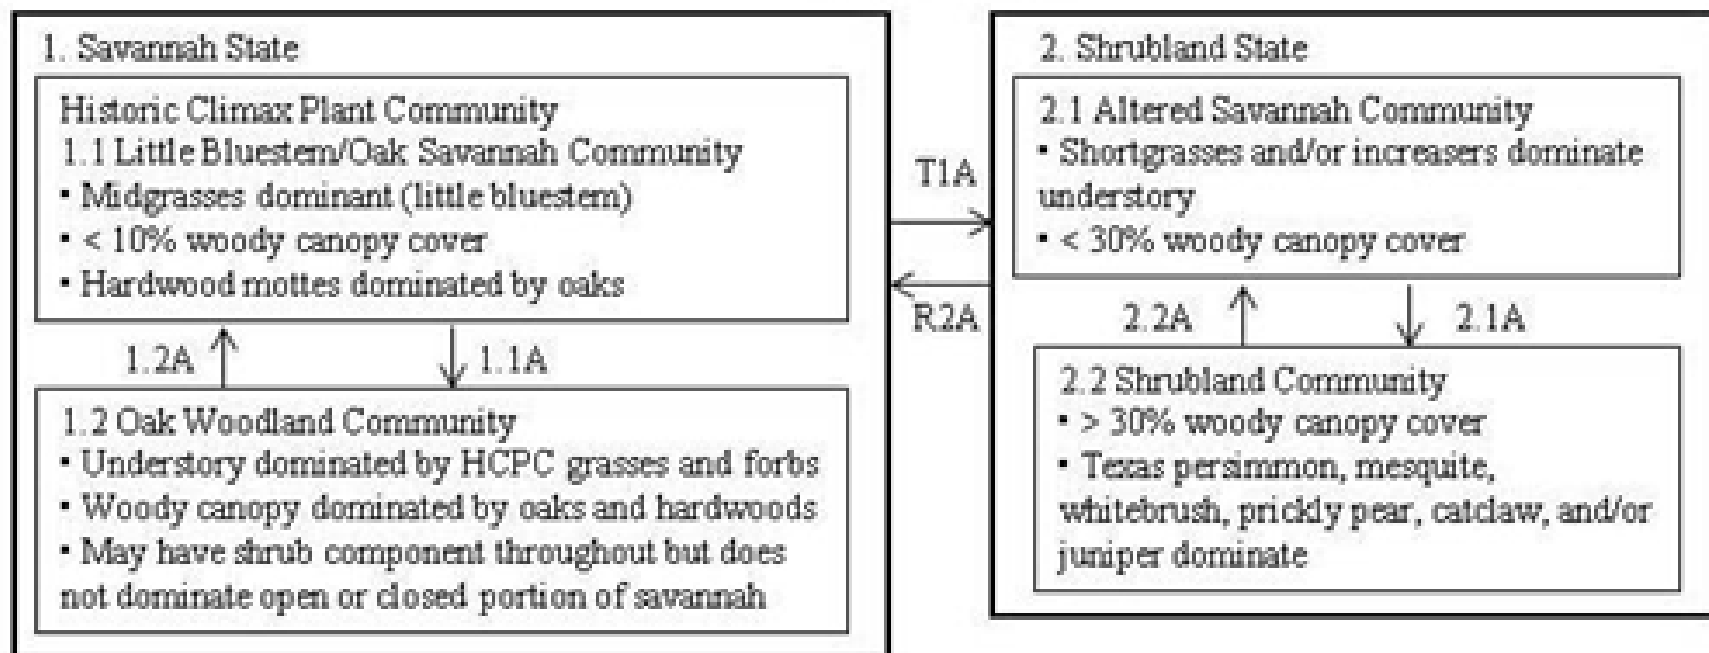 1. Savannah State
Historic Climax Plant Community
1.1 Little Bluestem/Oak Savannah Community
▪ Midgrasses dominant (little bluestem)
▪ < 10% woody canopy cover
▪ Hardwood mottes dominated by oaks
1.2A
1.1A
1.2 Oak Woodland Community
▪ Understory dominated by HCPC grasses and forbs
▪ Woody canopy dominated by oaks and hardwoods
▪ May have shrub component throughout but does
not dominate open or closed portion of savannah
T1A
R2A
2. Shrubland State
2.1 Altered Savannah Community
▪ Shortgrasses and/or increasers dominate
understory
▪ < 30% woody canopy cover
2.2A
2.1A
2.2 Shrubland Community
▪ > 30% woody canopy cover
▪ Texas persimmon, mesquite,
whitebrush, prickly pear, catclaw, and/or
juniper dominate